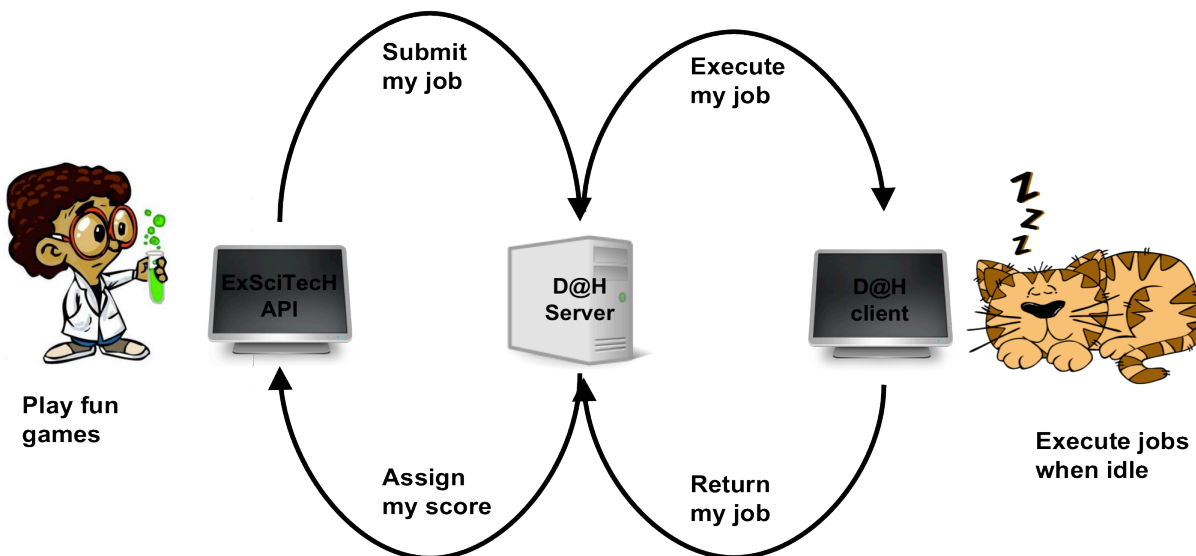 Submit
my job
Execute
my job
Z
Z
Z
ExSciTecH
API
D@H
Server
D@H
client
Play fun
games
Assign
my score
Return
my job
Execute jobs
when idle